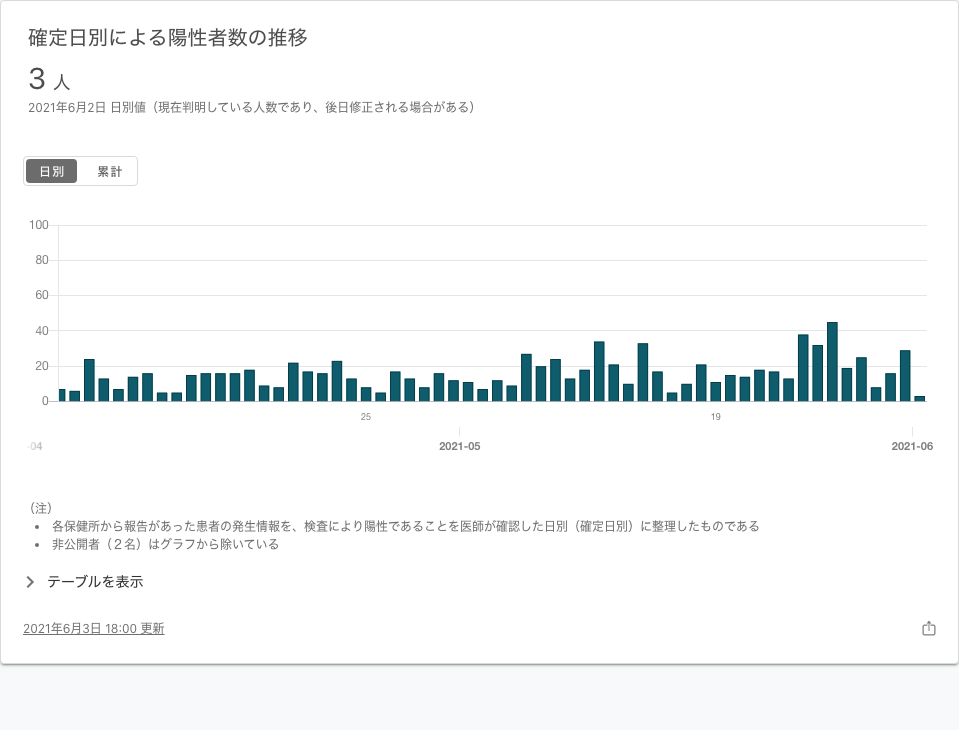 確定日別による陽性者数の推移
3 人
2021年6月2日 日別値（現在判明している人数であり、後日修正される場合がある）
日別 累計
100
80
60
40
20
0
25 19
-04 2021-05 2021-06
（注）
• 各保健所から報告があった患者の発生情報を、検査により陽性であることを医師が確認した日別（確定日別）に整理したものである
• 非公開者（２名）はグラフから除いている
テーブルを表示
2021年6月3日 18:00 更新